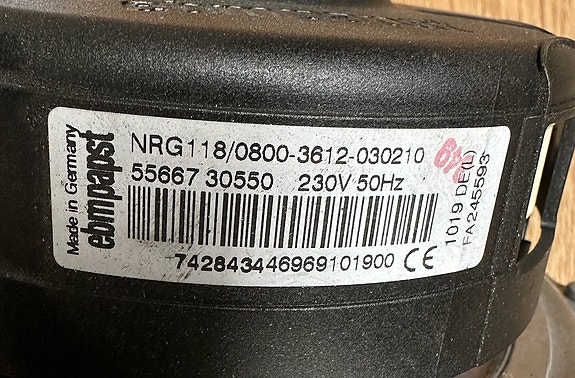 Made in Germany
ebmpapst
NRG118/0800-3612-030210
55667 30550 230V 50Hz
742843446969101900 CE
1019 DE(L)
FA245593